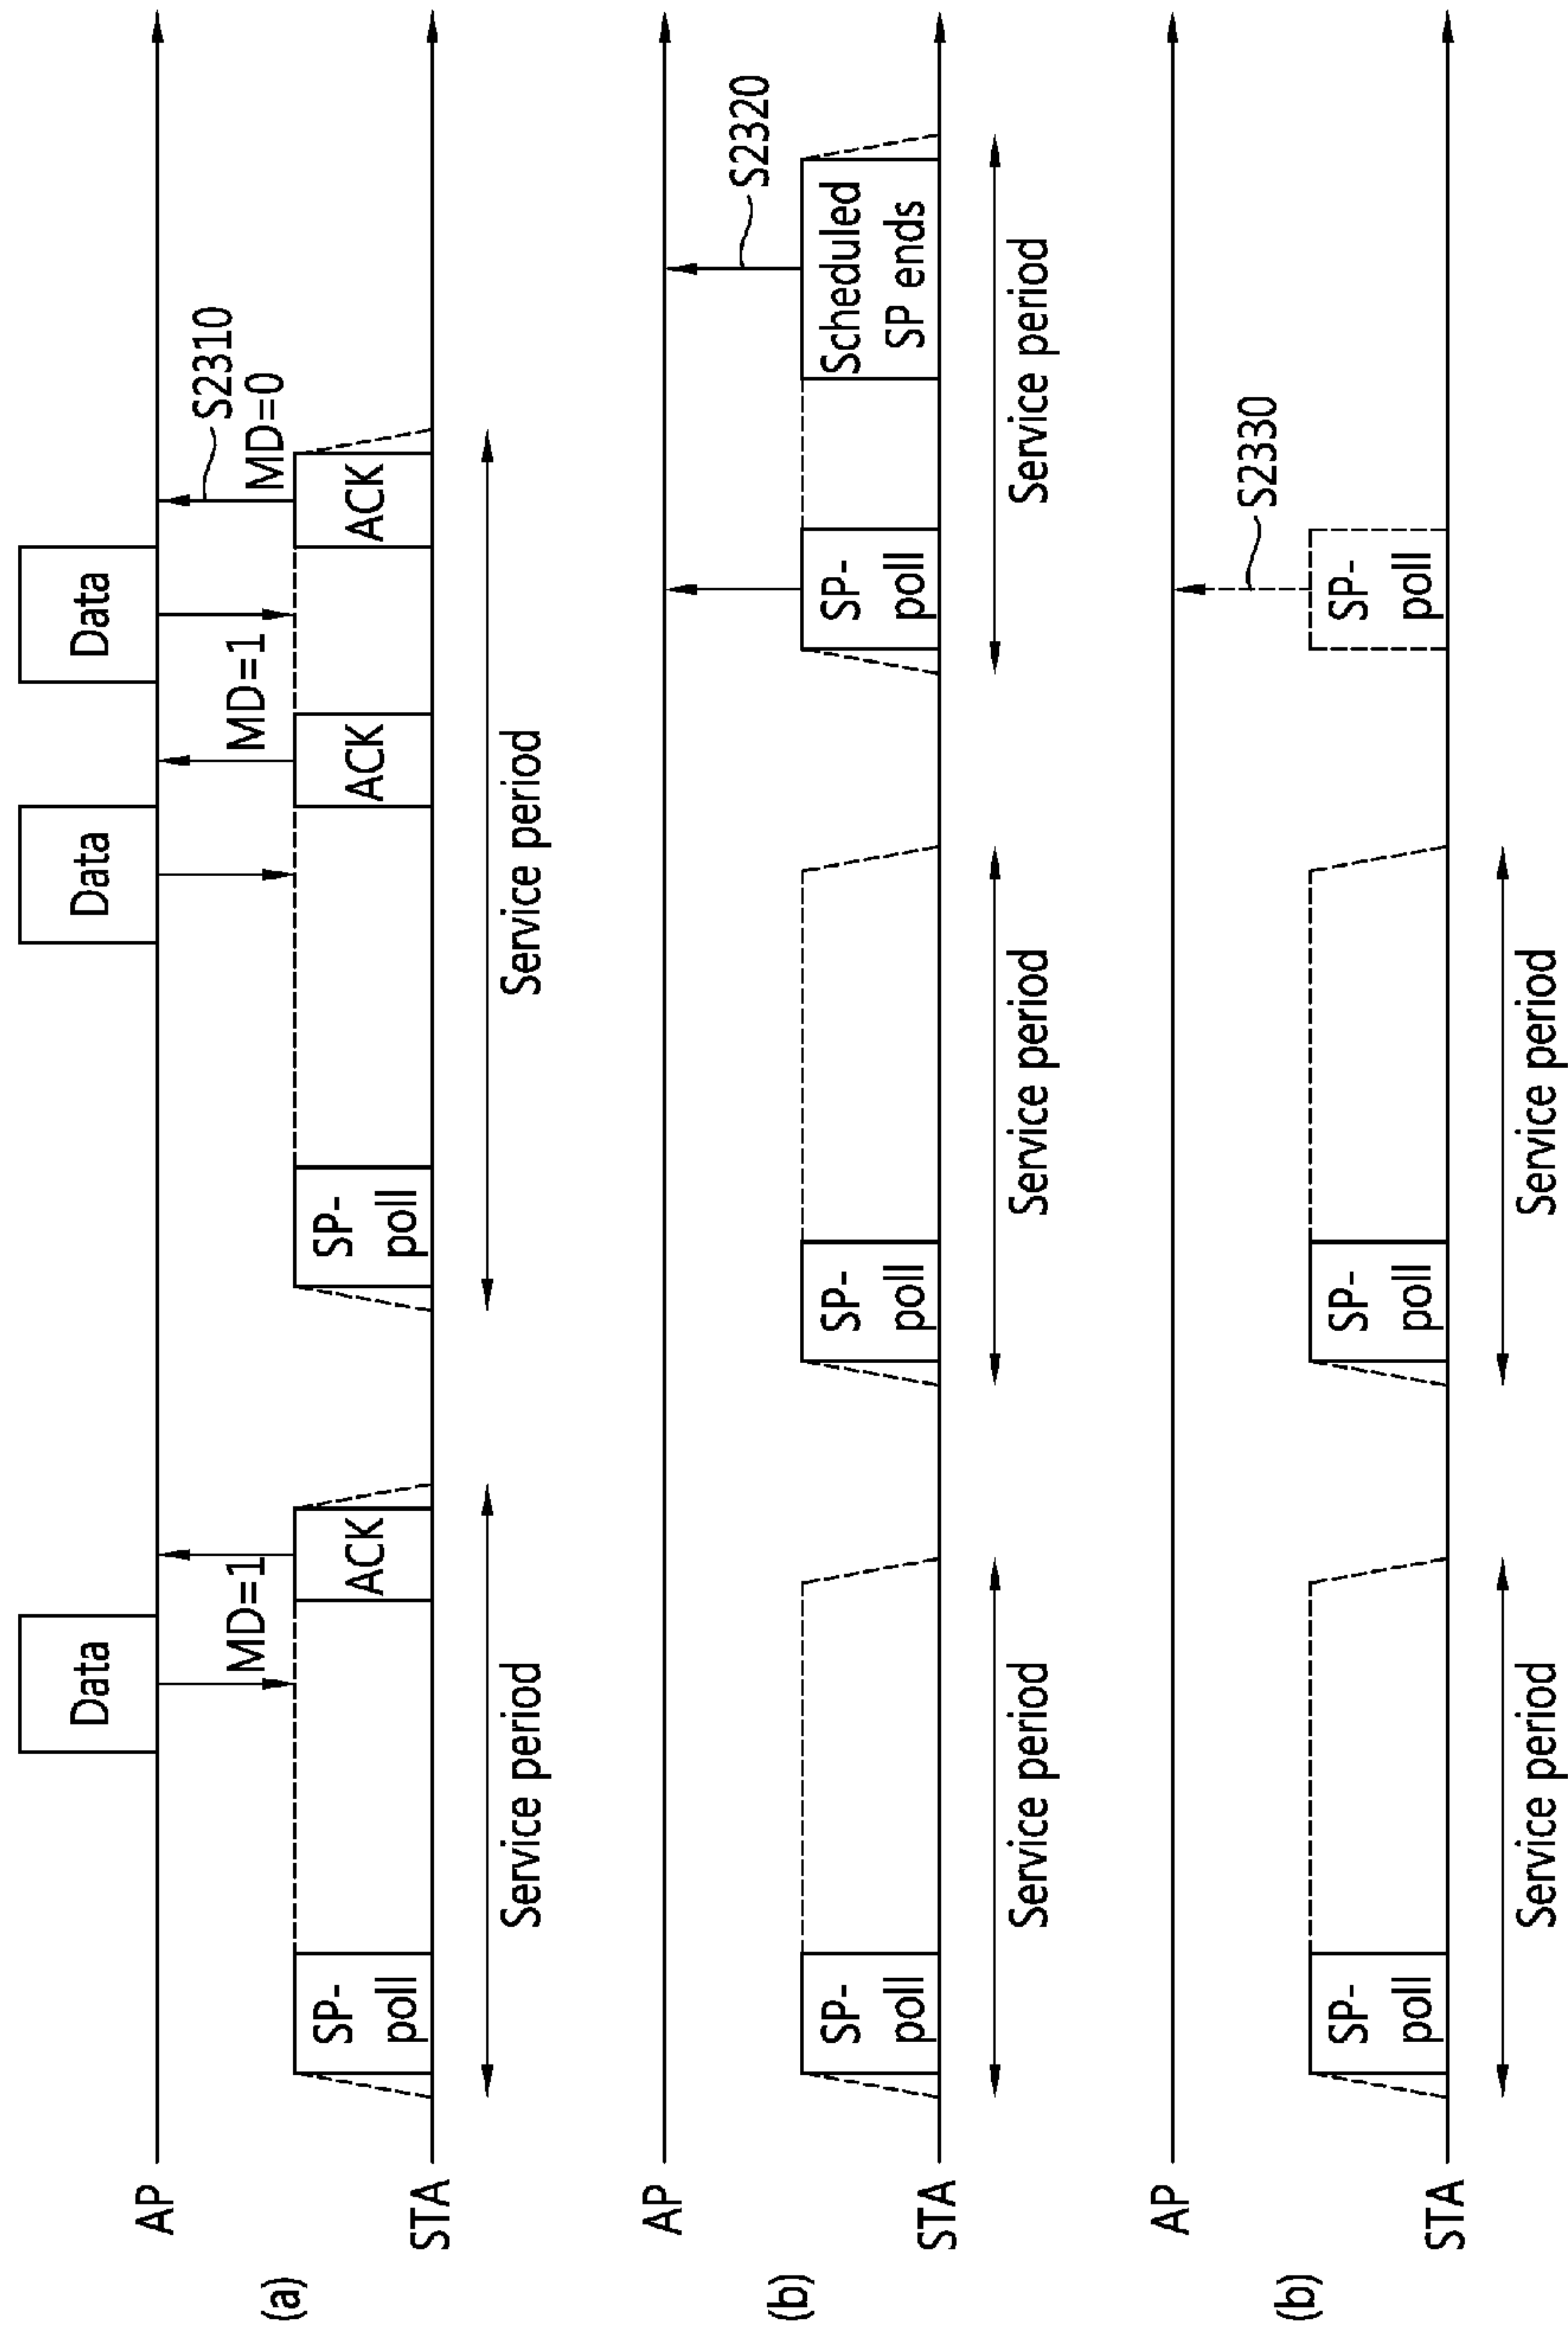 (a)
AP
STA
Data
Data
Data
MD=1
MD=1
MD=0
S2310
SP-
poll
ACK
SP-
poll
ACK
ACK
Service period
Service period
(b)
AP
STA
S2320
SP-
poll
SP-
poll
SP-
poll
Scheduled
SP ends
Service period
Service period
Service period
(b)
AP
STA
S2330
SP-
poll
SP-
poll
SP-
poll
Service period
Service period